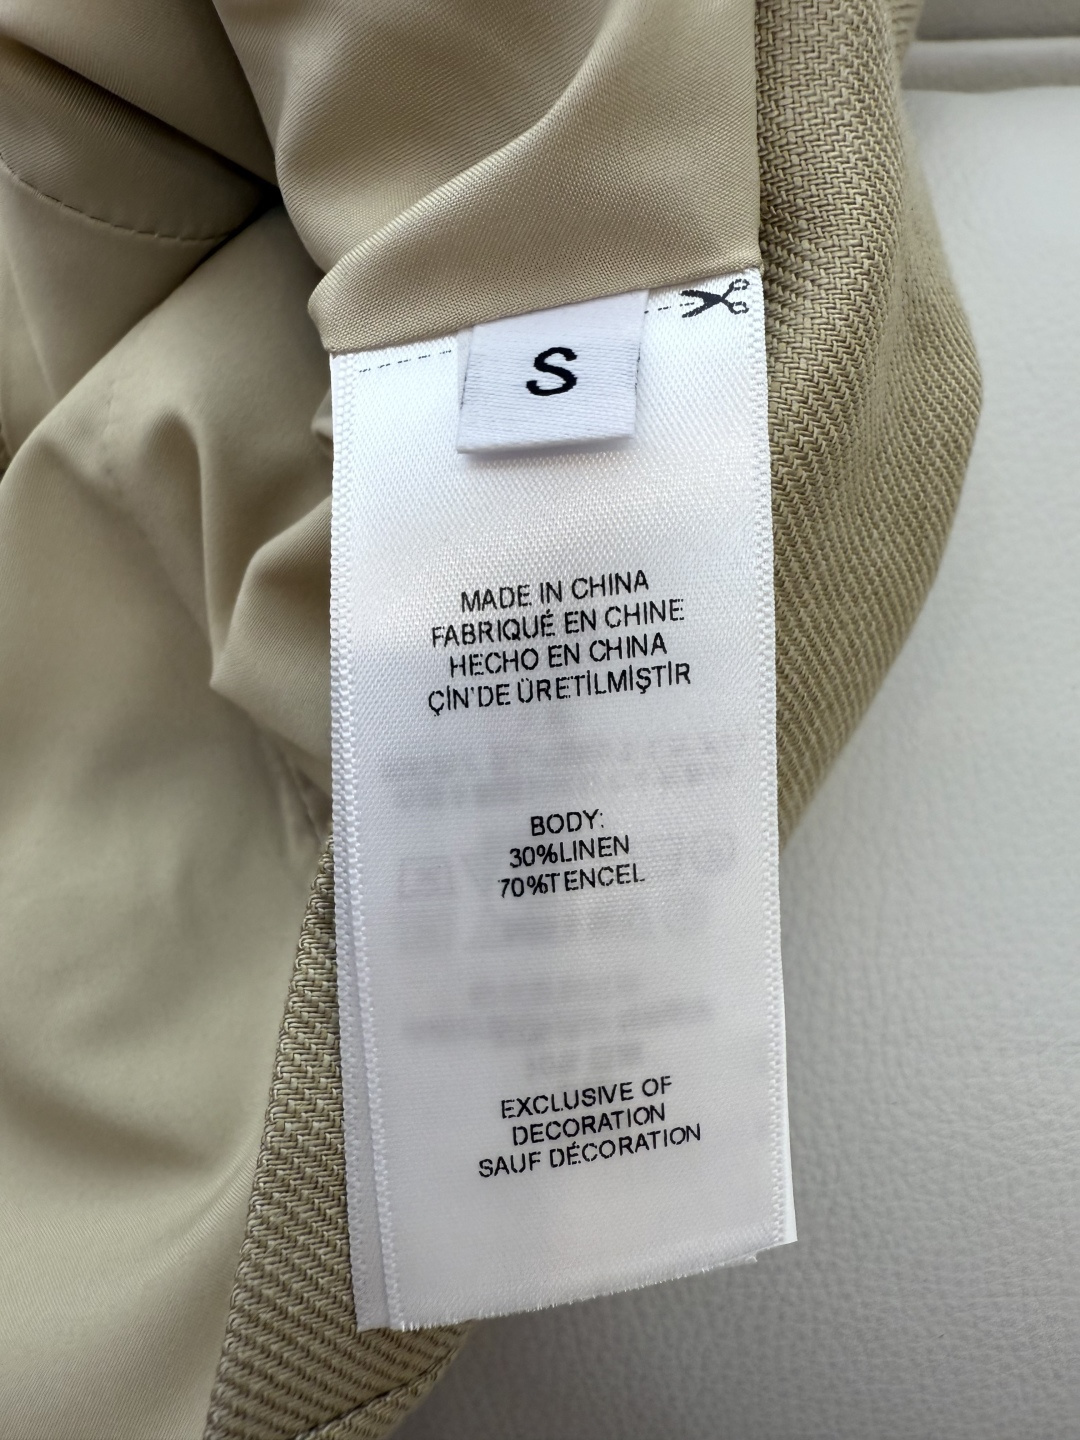 S
MADE IN CHINA
FABRIQUÉ EN CHINE
HECHO EN CHINA
ÇİN'DE ÜRETİLMİŞTİR
BODY:
30%LINEN
70%TENCEL
EXCLUSIVE OF
DECORATION
SAUF DÉCORATION